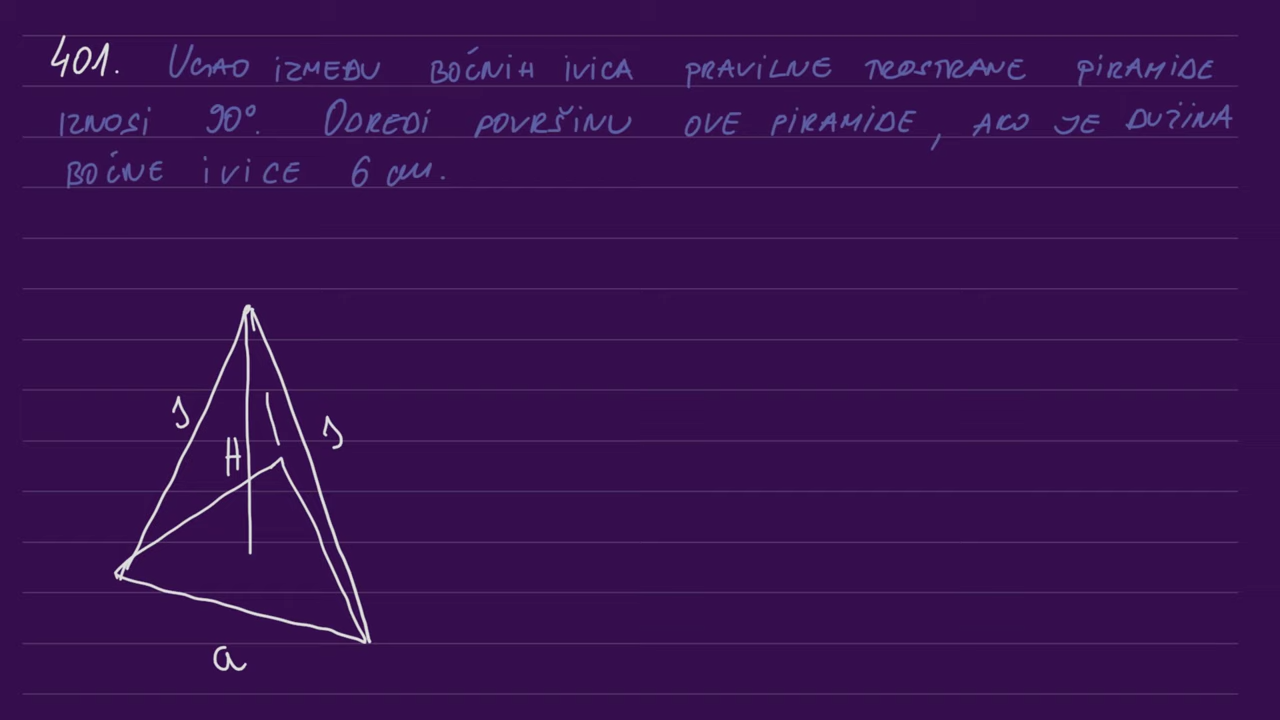 401. UGAO IZMEĐU BOČNIH IVICA PRAVILNE TROSTRANE PIRAMIDE
IZNOSI 90°. ODREDI POVRŠINU OVE PIRAMIDE, AKO JE DUŽINA
BOČNE IVICE 6 cm.
s
s
H
a